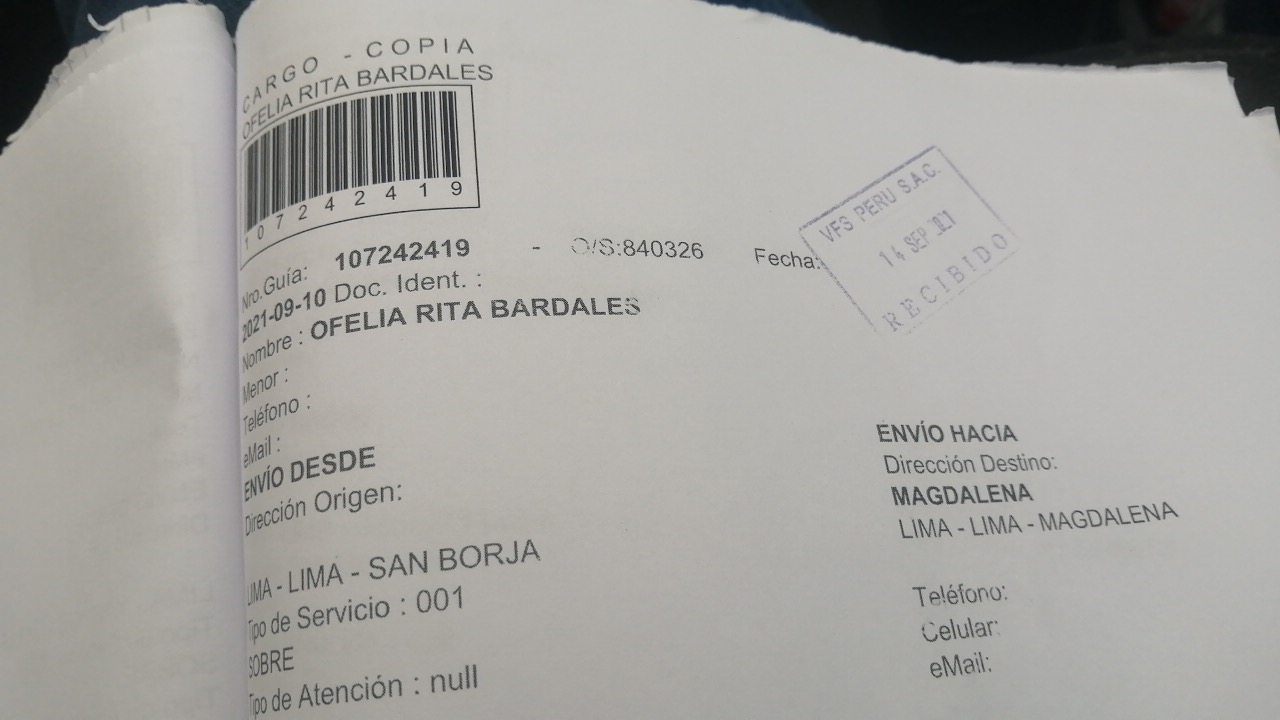 CARGO - COPIA
OFELIA RITA BARDALES
107242419
Nro.Guía: 107242419 - O/S:840326 Fecha:
2021-09-10 Doc. Ident. :
Nombre : OFELIA RITA BARDALES
Menor :
Teléfono :
eMail :
ENVÍO DESDE
Dirección Origen:
LIMA - LIMA - SAN BORJA
Tipo de Servicio : 001
SOBRE
Tipo de Atención : null
VFS PERU S.A.C.
14 SEP
RECIBIDO
ENVÍO HACIA
Dirección Destino:
MAGDALENA
LIMA - LIMA - MAGDALENA
Teléfono:
Celular:
eMail: